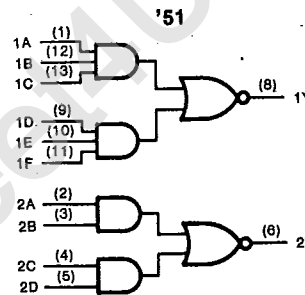 '51
1A (1)
1B (12)
1C (13)
(8) 1Y
1D (9)
1E (10)
1F (11)
2A (2)
2B (3)
(6) 2
2C (4)
2D (5)